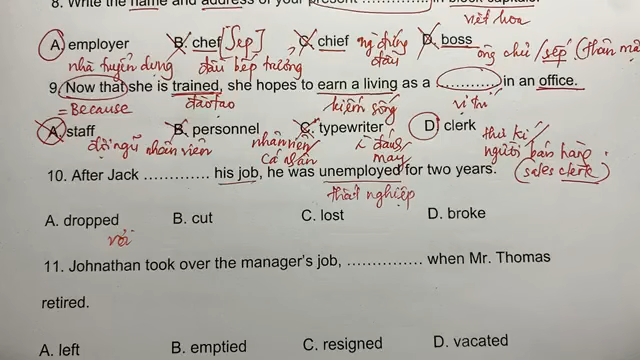 8. Write the name and address of your present .............. in block capitals.
viết hoa
A. employer B. chef [Sep] C. chief B. boss
nhà tuyển dụng đầu bếp trưởng ng đứng đầu ông chủ / sếp (thân mật
9. Now that she is trained, she hopes to earn a living as a .............. in an office.
= Because đào tạo kiếm sống vị trí
A. staff B. personnel C. typewriter D. clerk
đội ngũ nhân viên nhân viên cá nhân đánh máy thư kí
người bán hàng
(sales clerk)
10. After Jack ............. his job, he was unemployed for two years.
thất nghiệp
A. dropped B. cut C. lost D. broke
rơi
11. Johnathan took over the manager's job, ............... when Mr. Thomas
retired.
A. left B. emptied C. resigned D. vacated